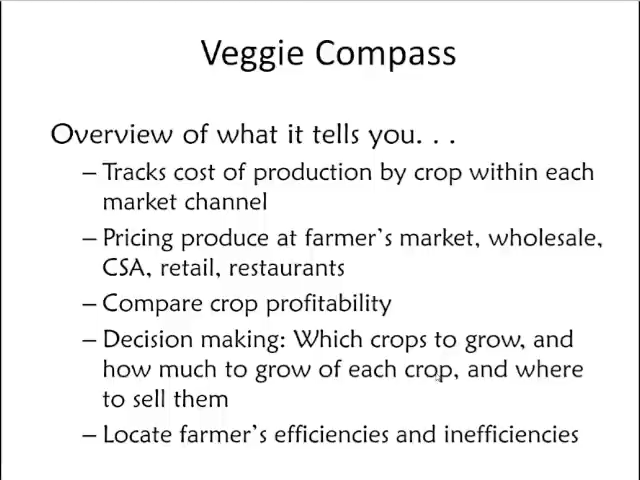 Veggie Compass
Overview of what it tells you. . .
– Tracks cost of production by crop within each
market channel
– Pricing produce at farmer's market, wholesale,
CSA, retail, restaurants
– Compare crop profitability
– Decision making: Which crops to grow, and
how much to grow of each crop, and where
to sell them
– Locate farmer's efficiencies and inefficiencies